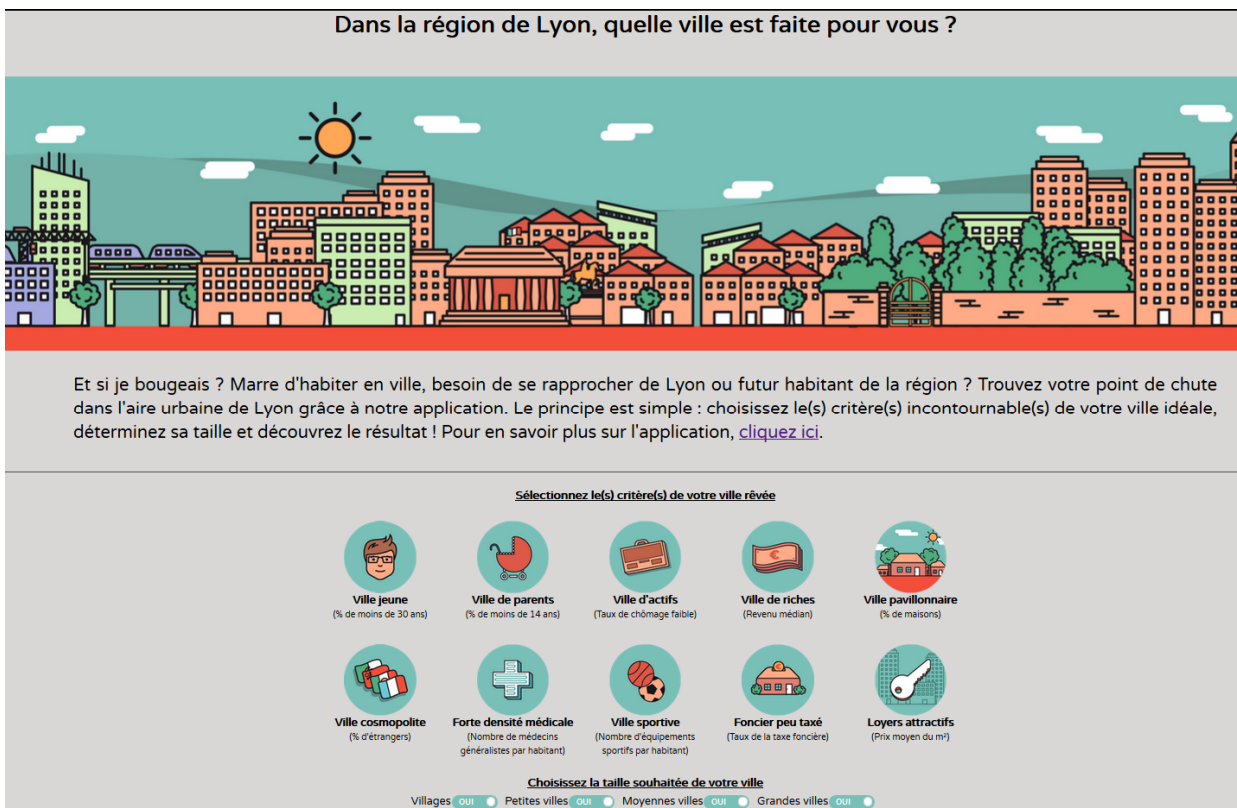 Dans la région de Lyon, quelle ville est faite pour vous ?
Et si je bougeais ? Marre d'habiter en ville, besoin de se rapprocher de Lyon ou futur habitant de la région ? Trouvez votre point de chute
dans l'aire urbaine de Lyon grâce à notre application. Le principe est simple : choisissez le(s) critère(s) incontournable(s) de votre ville idéale,
déterminez sa taille et découvrez le résultat ! Pour en savoir plus sur l'application, cliquez ici.
Sélectionnez le(s) critère(s) de votre ville rêvée
Ville jeune
(% de moins de 30 ans)
Ville de parents
(% de moins de 14 ans)
Ville d'actifs
(Taux de chômage faible)
Ville de riches
(Revenu médian)
Ville pavillonnaire
(% de maisons)
Ville cosmopolite
(% d'étrangers)
Forte densité médicale
(Nombre de médecins
généralistes par habitant)
Ville sportive
(Nombre d'équipements
sportifs par habitant)
Foncier peu taxé
(Taux de la taxe foncière)
Loyers attractifs
(Prix moyen du m²)
Choisissez la taille souhaitée de votre ville
Villages OUI Petites villes OUI Moyennes villes OUI Grandes villes OUI